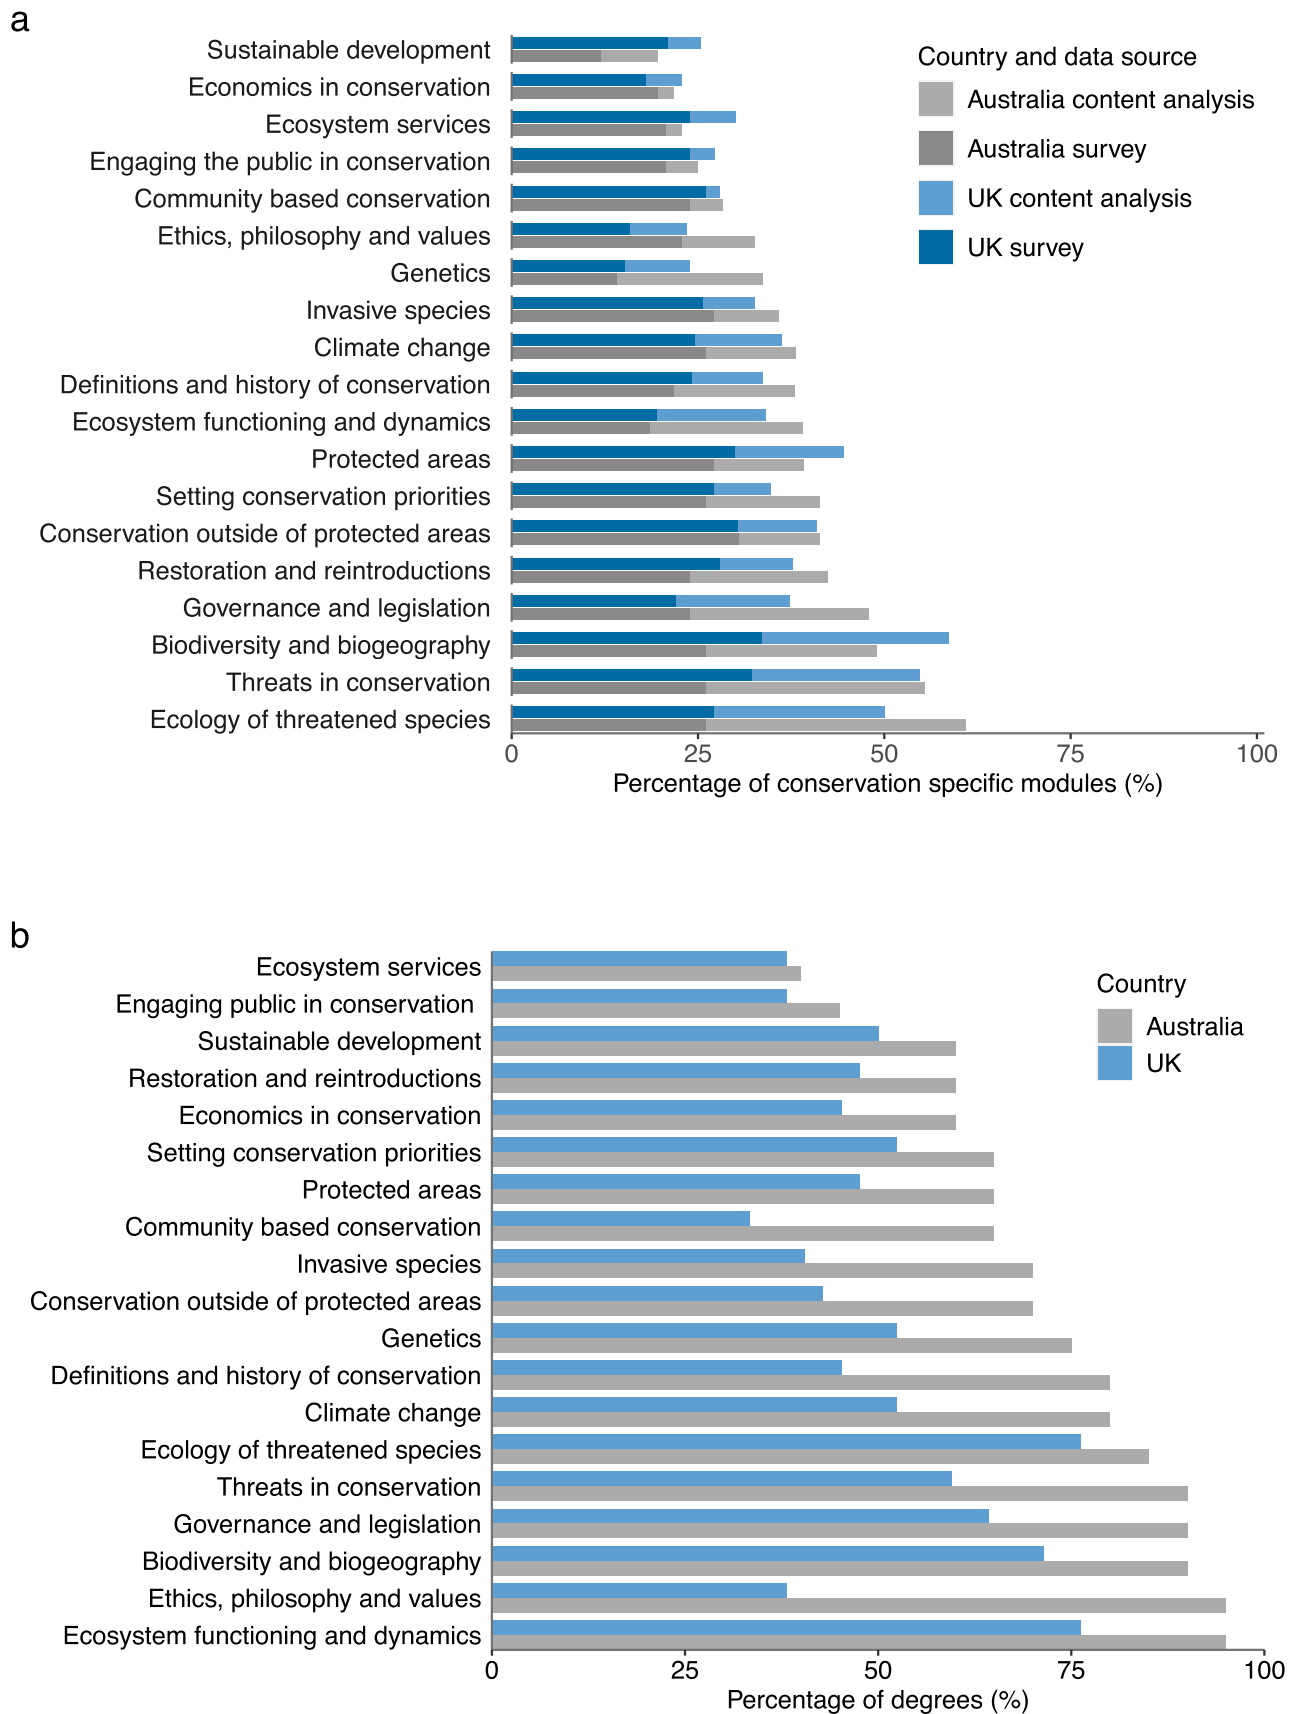 a
Sustainable development
Economics in conservation
Ecosystem services
Engaging the public in conservation
Community based conservation
Ethics, philosophy and values
Genetics
Invasive species
Climate change
Definitions and history of conservation
Ecosystem functioning and dynamics
Protected areas
Setting conservation priorities
Conservation outside of protected areas
Restoration and reintroductions
Governance and legislation
Biodiversity and biogeography
Threats in conservation
Ecology of threatened species
Country and data source
Australia content analysis
Australia survey
UK content analysis
UK survey
0 25 50 75 100
Percentage of conservation specific modules (%)
b
Ecosystem services
Engaging public in conservation
Sustainable development
Restoration and reintroductions
Economics in conservation
Setting conservation priorities
Protected areas
Community based conservation
Invasive species
Conservation outside of protected areas
Genetics
Definitions and history of conservation
Climate change
Ecology of threatened species
Threats in conservation
Governance and legislation
Biodiversity and biogeography
Ethics, philosophy and values
Ecosystem functioning and dynamics
Country
Australia
UK
0 25 50 75 100
Percentage of degrees (%)